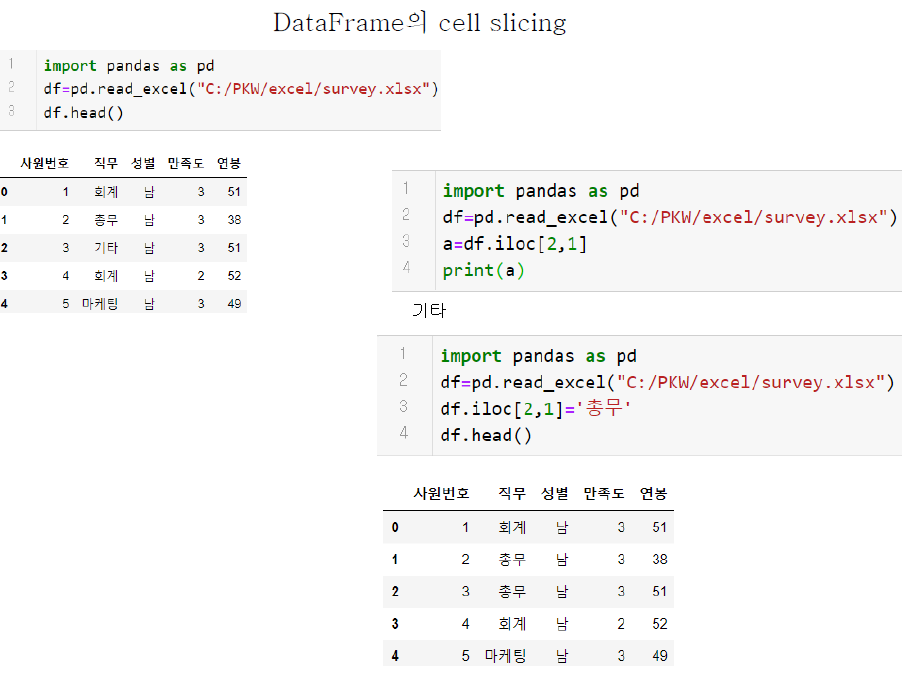 DataFrame의 cell slicing
1 import pandas as pd
2 df=pd.read_excel("C:/PKW/excel/survey.xlsx")
3 df.head()
사원번호 직무 성별 만족도 연봉
0 1 회계 남 3 51
1 2 총무 남 3 38
2 3 기타 남 3 51
3 4 회계 남 2 52
4 5 마케팅 남 3 49
1 import pandas as pd
2 df=pd.read_excel("C:/PKW/excel/survey.xlsx")
3 a=df.iloc[2,1]
4 print(a)
기타
1 import pandas as pd
2 df=pd.read_excel("C:/PKW/excel/survey.xlsx")
3 df.iloc[2,1]='총무'
4 df.head()
사원번호 직무 성별 만족도 연봉
0 1 회계 남 3 51
1 2 총무 남 3 38
2 3 총무 남 3 51
3 4 회계 남 2 52
4 5 마케팅 남 3 49